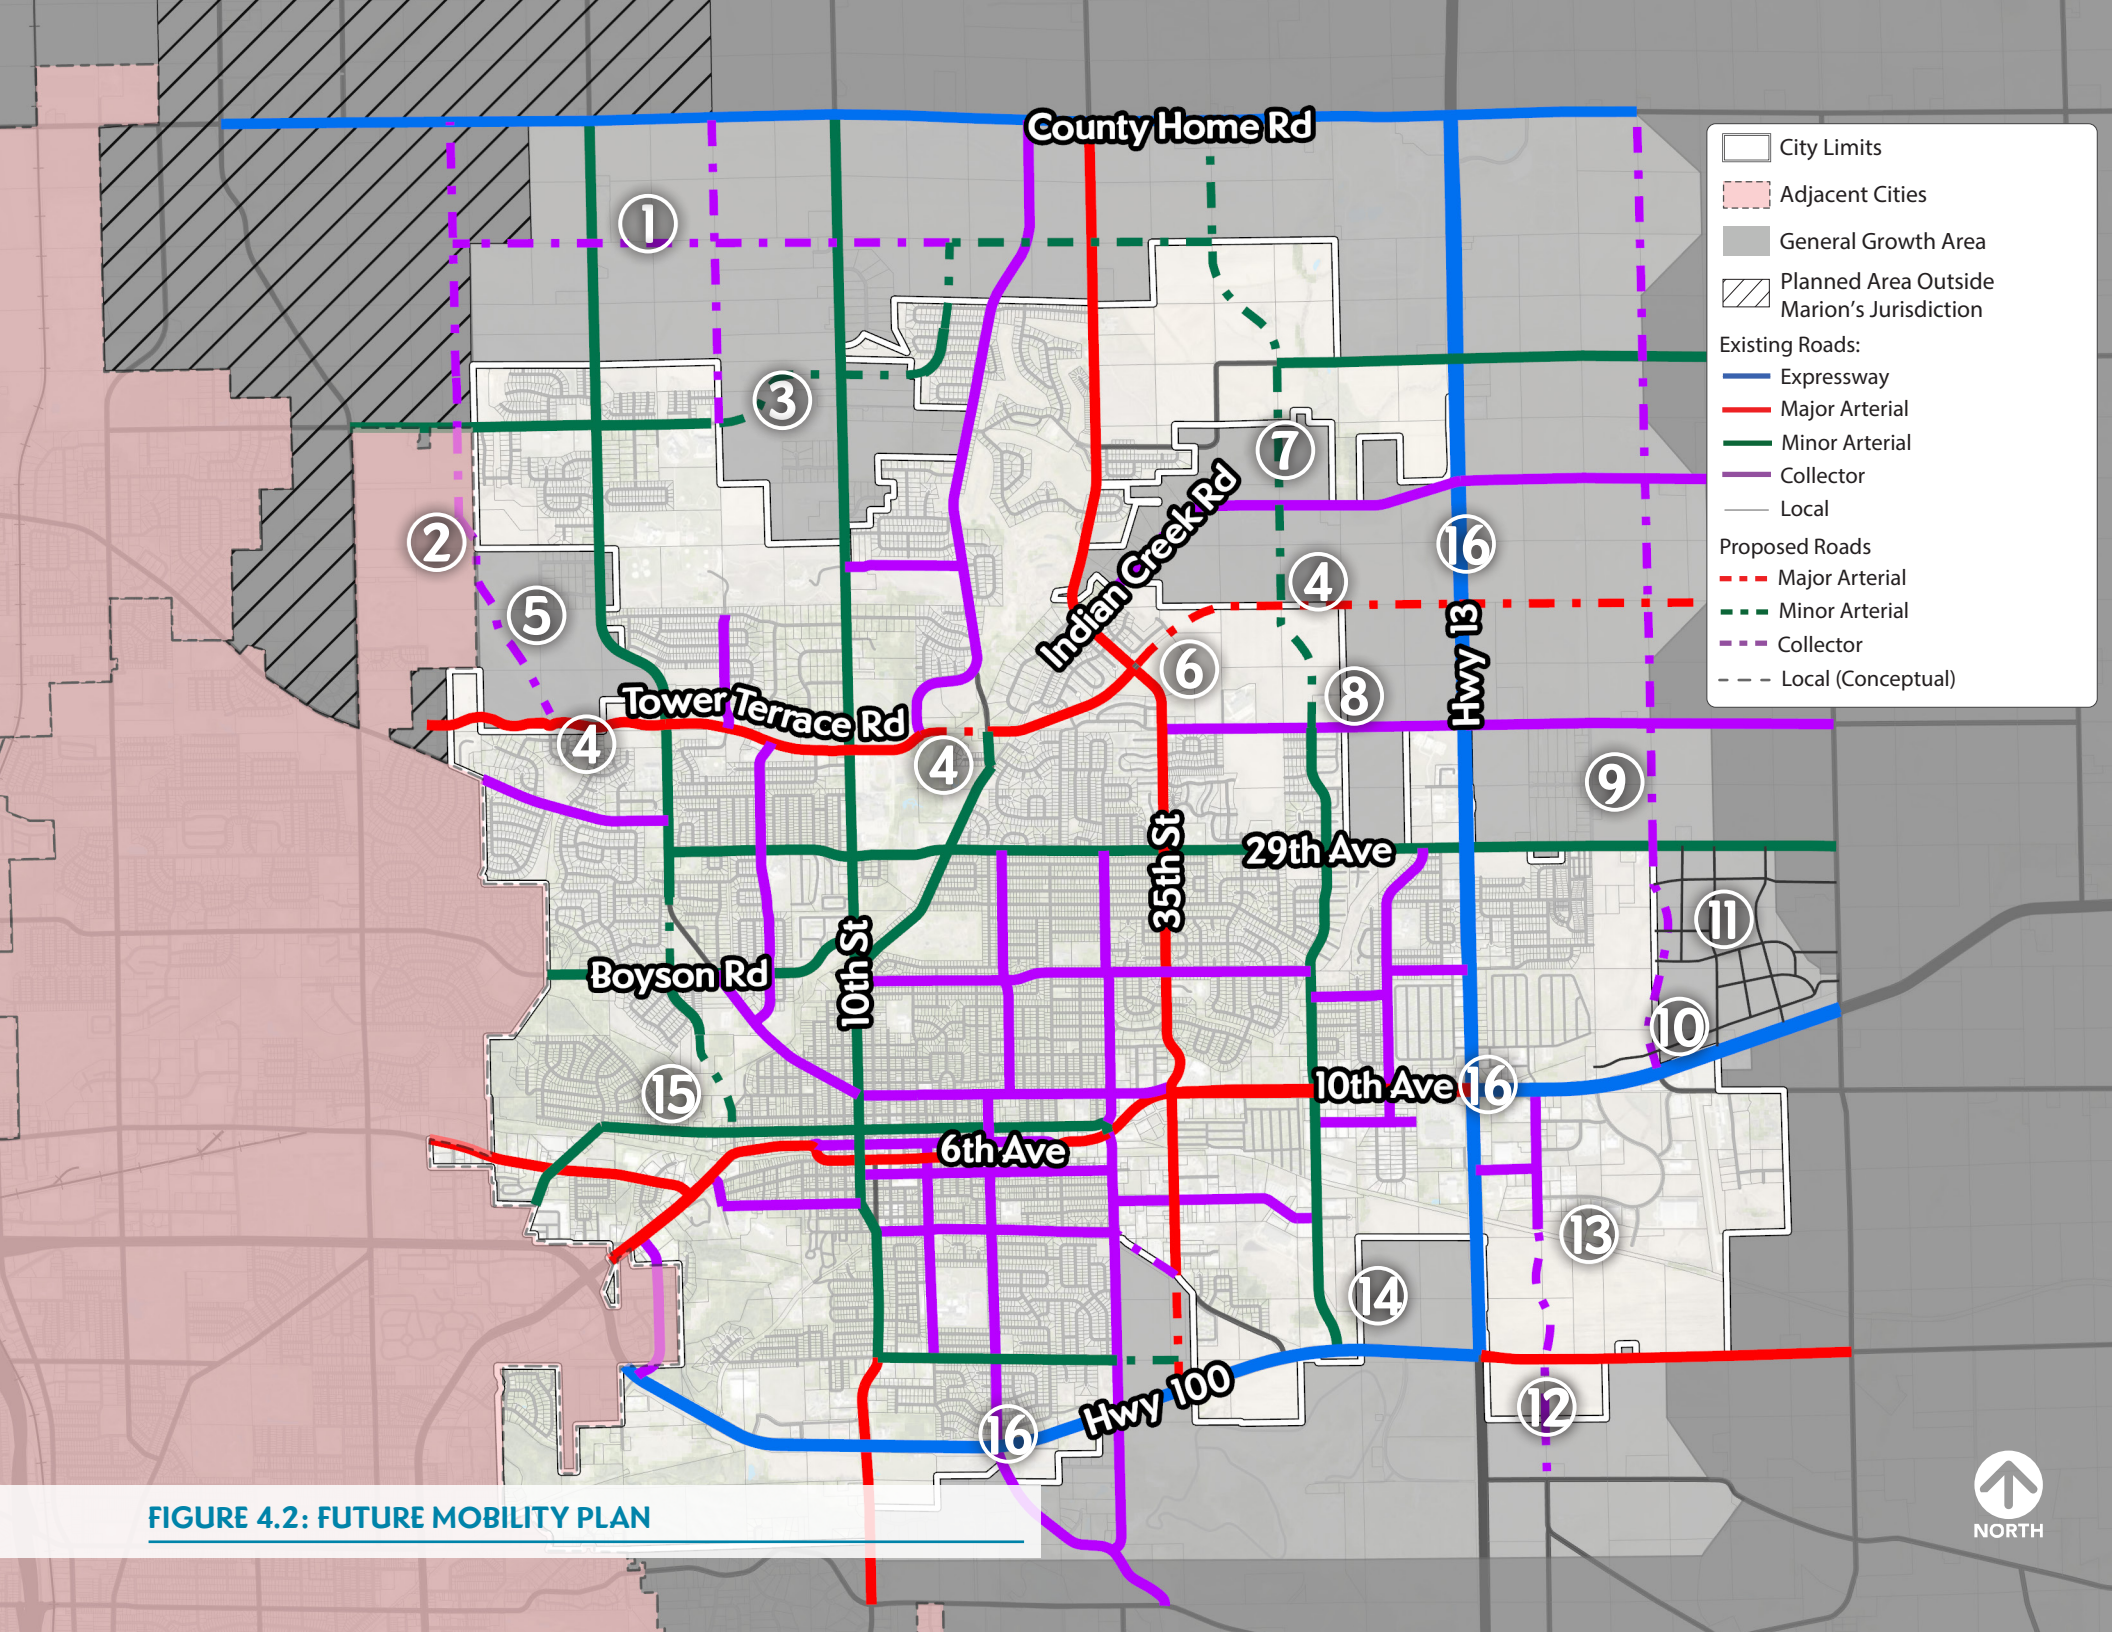 County Home Rd
1
3
7
2
5
Indian Creek Rd
4
16
6
8
Hwy 13
Tower Terrace Rd
4
4
9
35th St
29th Ave
11
10th St
Boyson Rd
10
15
10th Ave
16
6th Ave
13
14
12
Hwy 100
16
City Limits
Adjacent Cities
General Growth Area
Planned Area Outside
Marion's Jurisdiction
Existing Roads:
Expressway
Major Arterial
Minor Arterial
Collector
Local
Proposed Roads
Major Arterial
Minor Arterial
Collector
Local (Conceptual)
FIGURE 4.2: FUTURE MOBILITY PLAN
NORTH